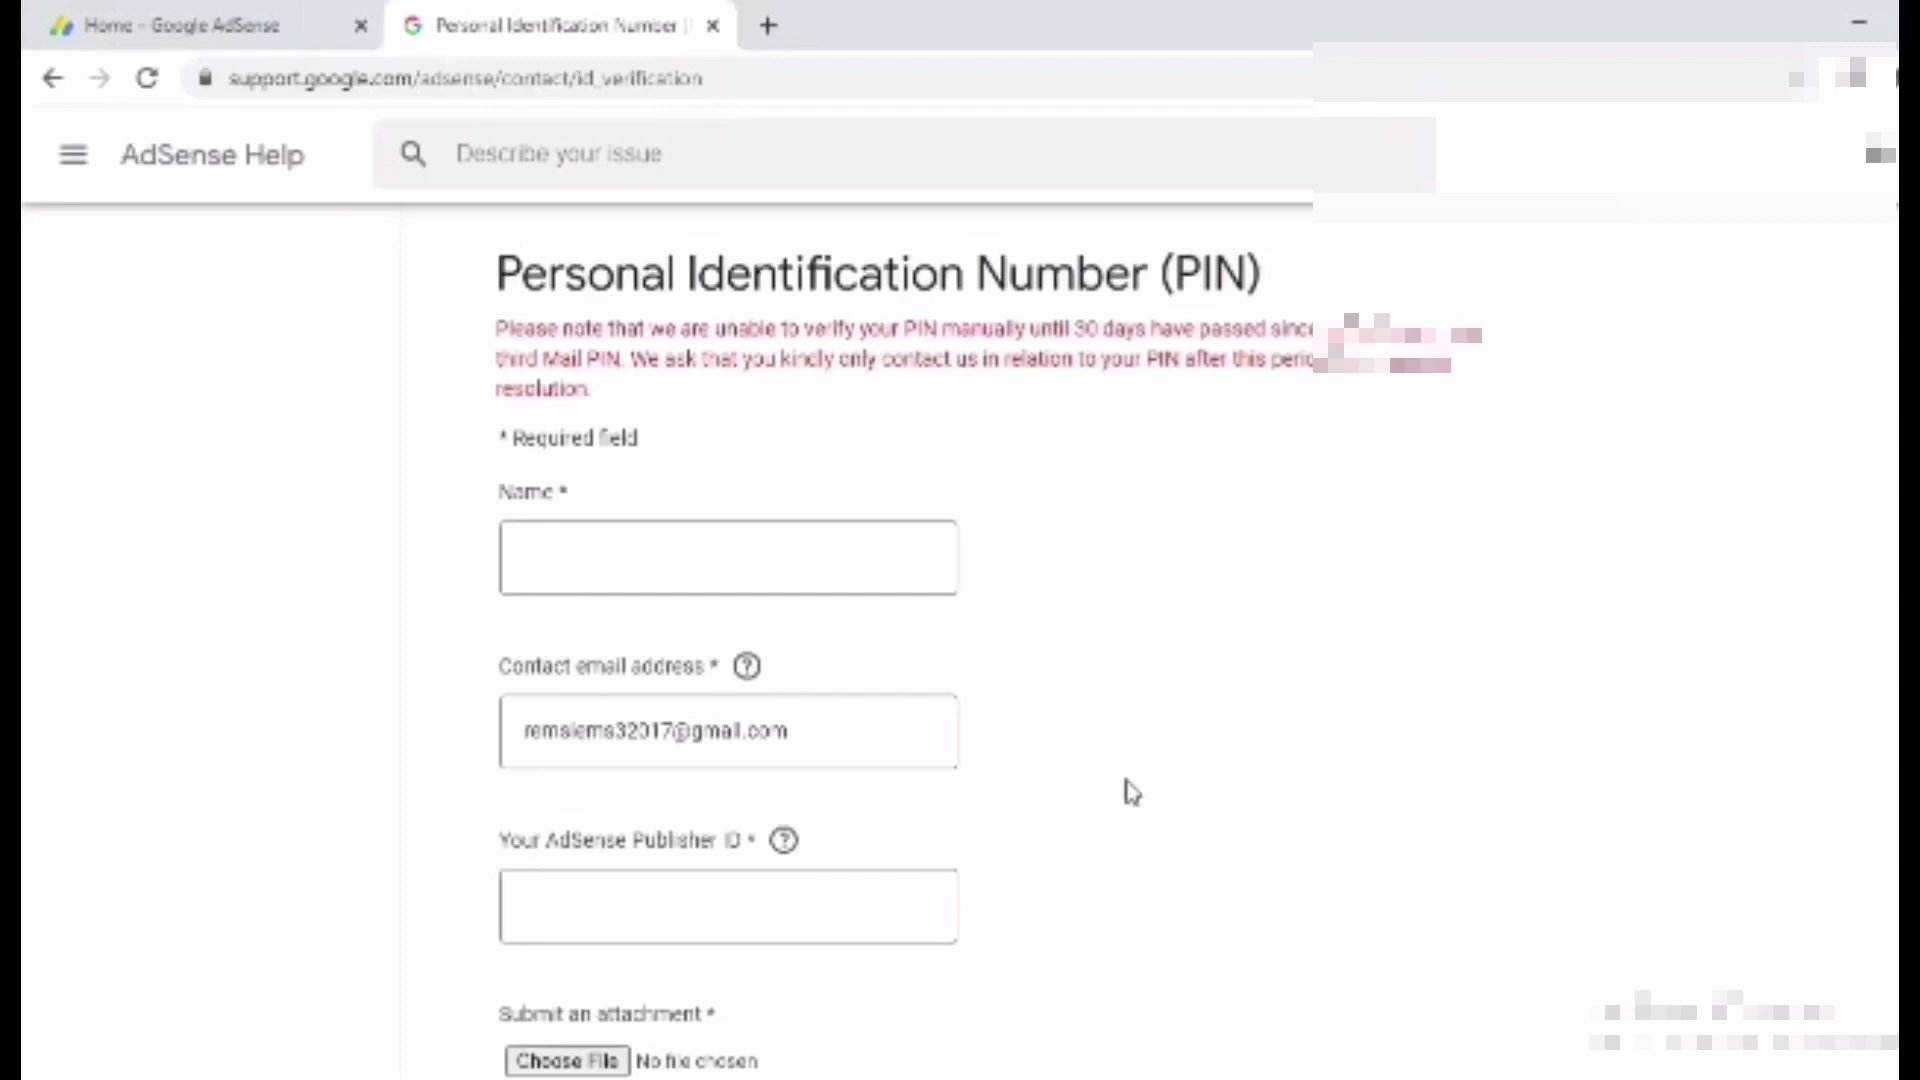 Home - Google AdSense
Personal Identification Number |
support.google.com/adsense/contact/id_verification
AdSense Help
Describe your issue
Personal Identification Number (PIN)
Please note that we are unable to verify your PIN manually until 30 days have passed since
third Mail PIN. We ask that you kindly only contact us in relation to your PIN after this
resolution.
* Required field
Name *
Contact email address *
remslems32017@gmail.com
Your AdSense Publisher ID *
Submit an attachment *
Choose File No file chosen